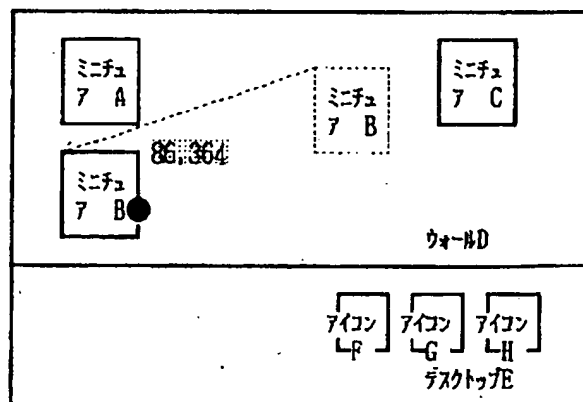 ミニチュ
ア A
ミニチュ
ア B
ミニチュ
ア C
86,364
ミニチュ
ア B
ウォールD
アイコン
F
アイコン
G
アイコン
H
デスクトップE